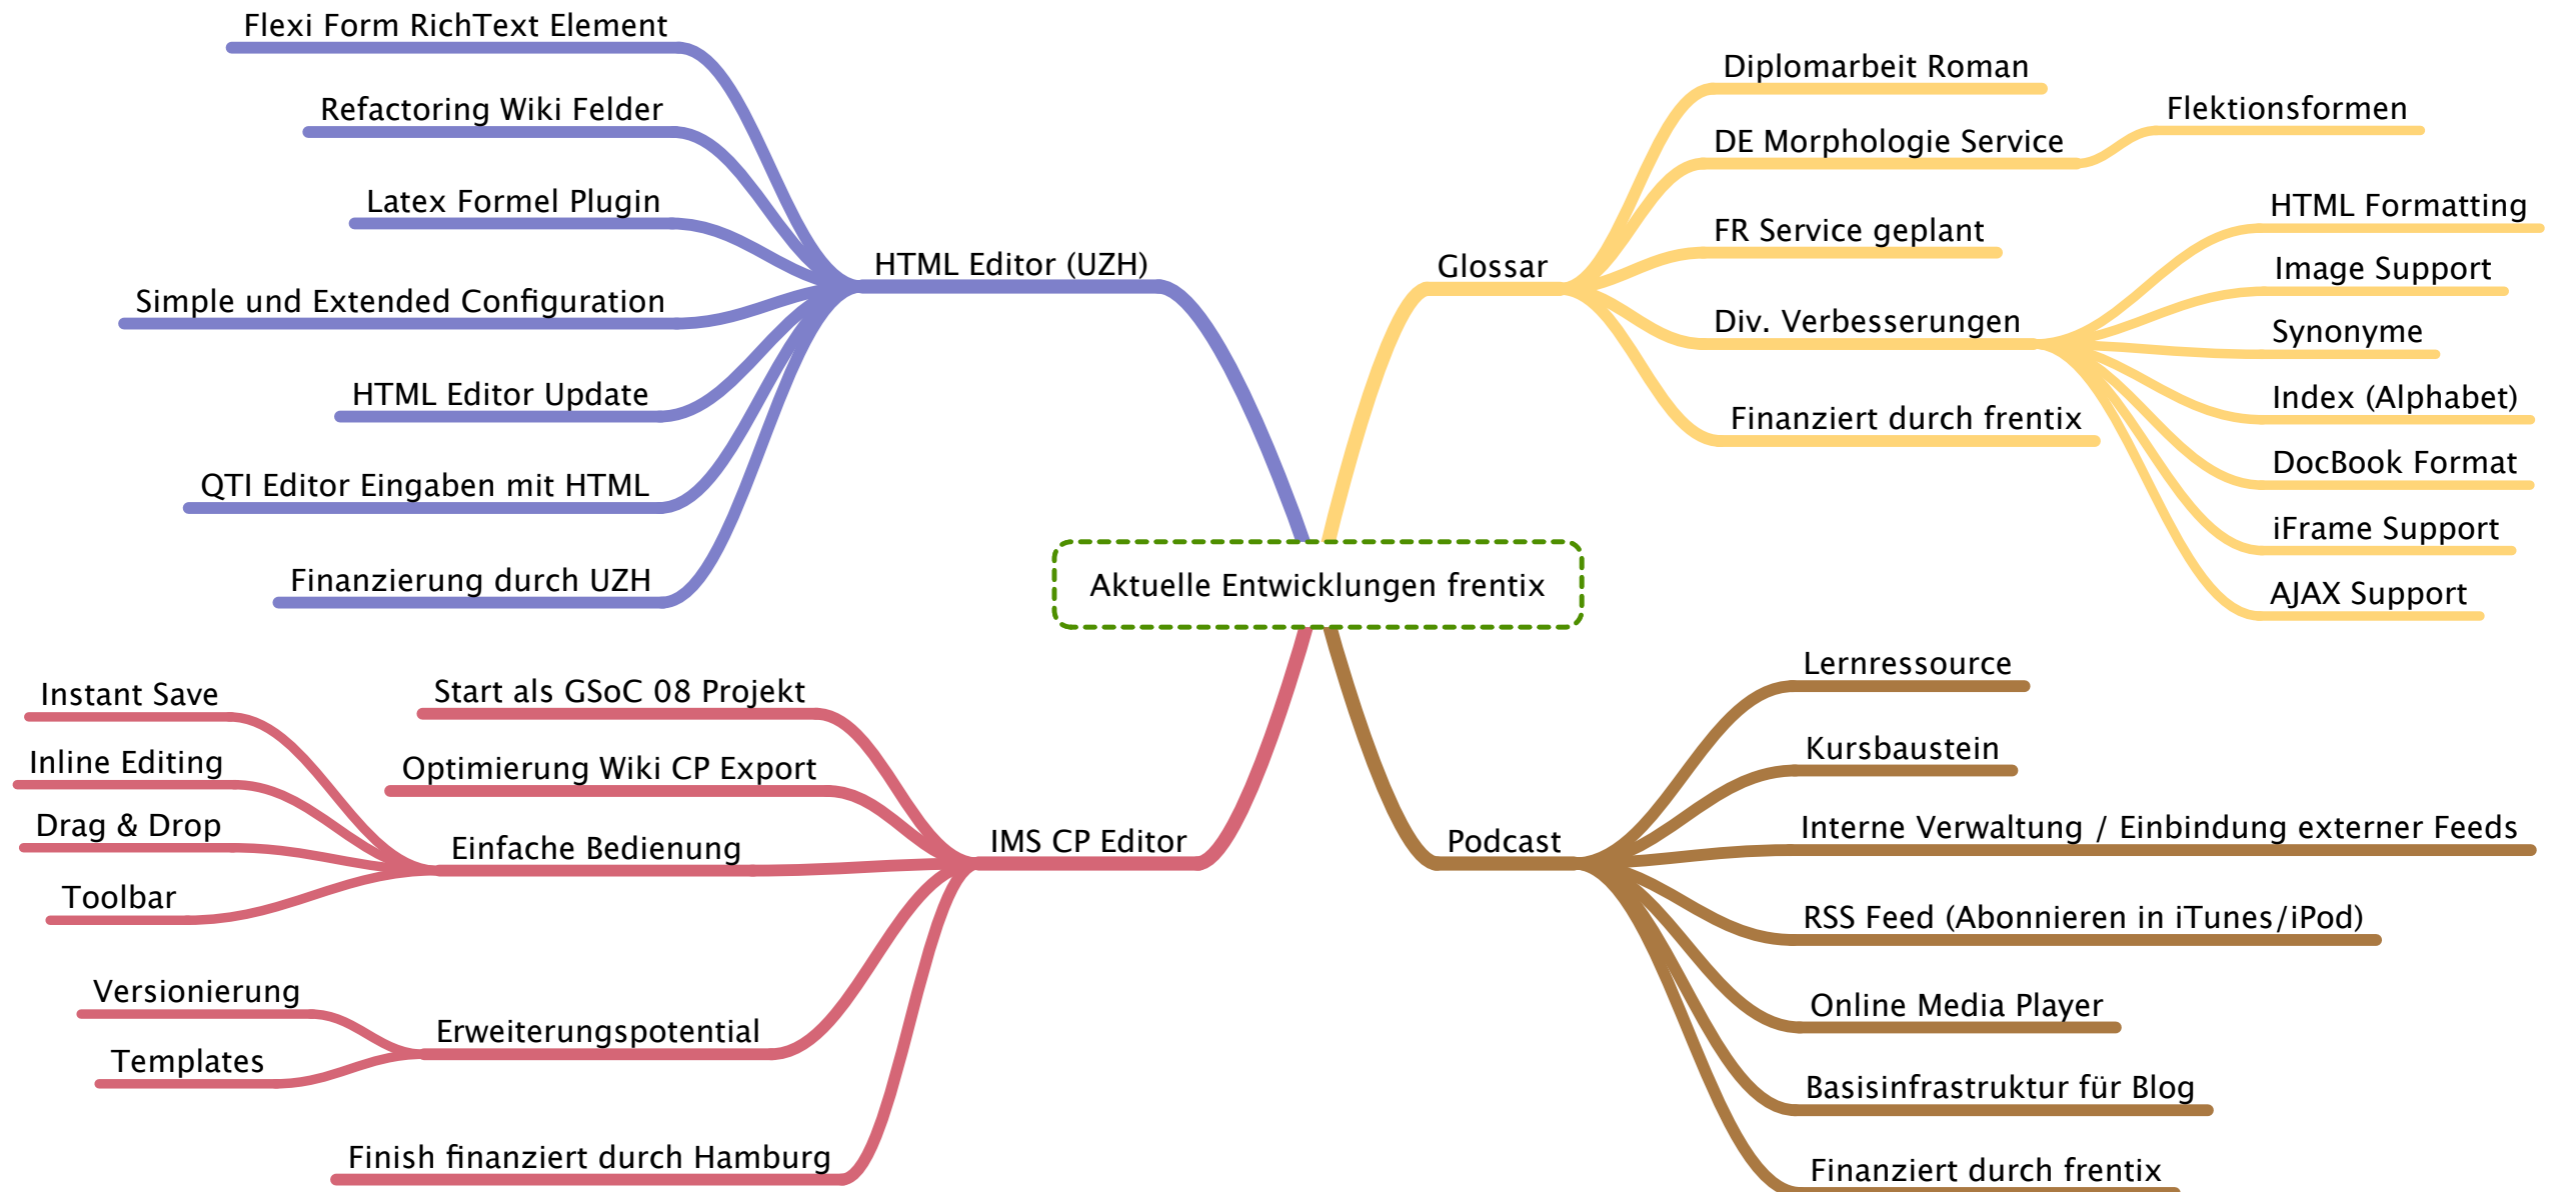 Flexi Form RichText Element
Refactoring Wiki Felder
Latex Formel Plugin
Simple und Extended Configuration
HTML Editor Update
QTI Editor Eingaben mit HTML
Finanzierung durch UZH
HTML Editor (UZH)
Glossar
Diplomarbeit Roman
DE Morphologie Service
Flektionsformen
FR Service geplant
Div. Verbesserungen
HTML Formatting
Image Support
Synonyme
Index (Alphabet)
DocBook Format
iFrame Support
AJAX Support
Finanziert durch frentix
Aktuelle Entwicklungen frentix
Start als GSoC 08 Projekt
Optimierung Wiki CP Export
Instant Save
Inline Editing
Drag & Drop
Toolbar
Einfache Bedienung
IMS CP Editor
Versionierung
Templates
Erweiterungspotential
Finish finanziert durch Hamburg
Podcast
Lernressource
Kursbaustein
Interne Verwaltung / Einbindung externer Feeds
RSS Feed (Abonnieren in iTunes/iPod)
Online Media Player
Basisinfrastruktur für Blog
Finanziert durch frentix